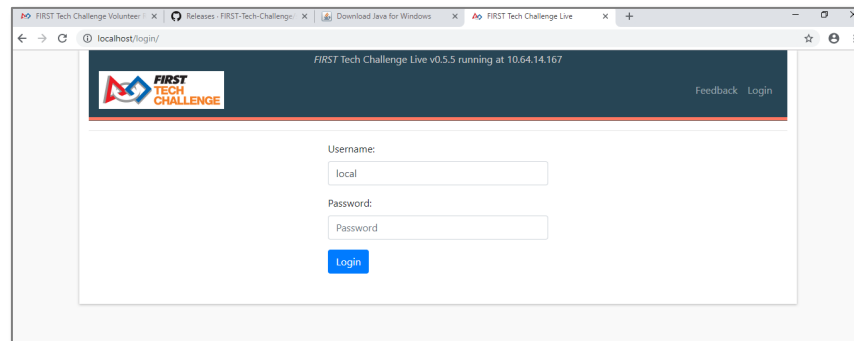 FIRST Tech Challenge Volunteer R
Releases · FIRST-Tech-Challenge/
Download Java for Windows
FIRST Tech Challenge Live
localhost/login/
FIRST Tech Challenge Live v0.5.5 running at 10.64.14.167
FIRST
TECH
CHALLENGE
Feedback Login
Username:
local
Password:
Password
Login